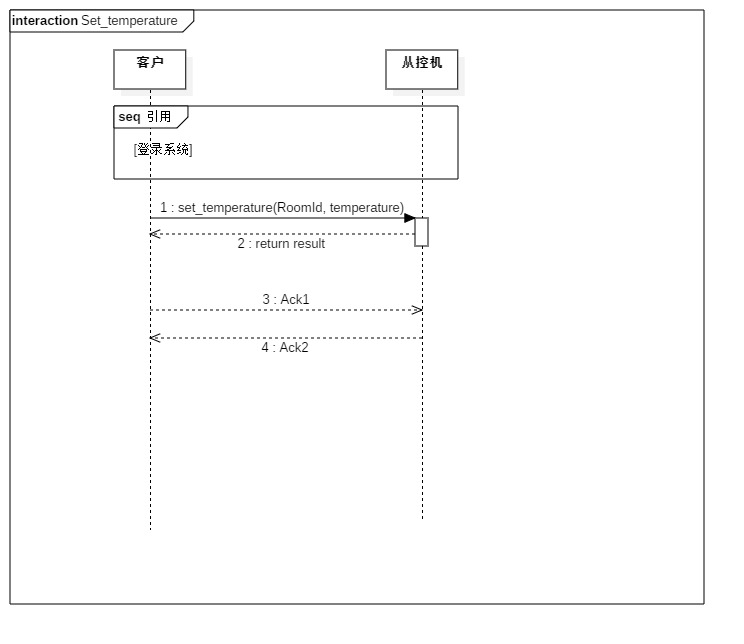 interaction Set_temperature
客户
从控机
seq 引用
[登录系统]
1 : set_temperature(RoomId, temperature)
2 : return result
3 : Ack1
4 : Ack2